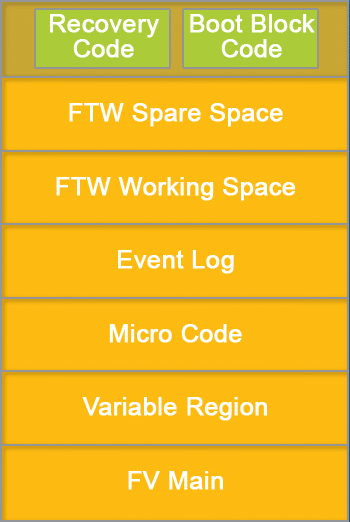 Recovery
Code
Boot Block
Code
FTW Spare Space
FTW Working Space
Event Log
Micro Code
Variable Region
FV Main